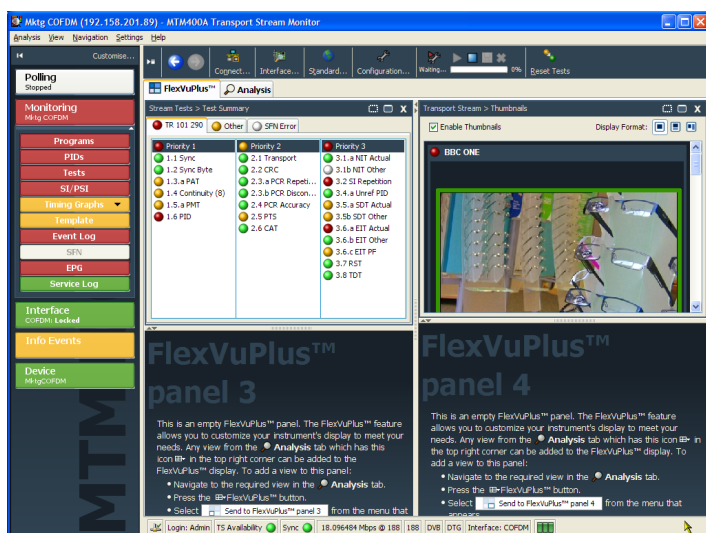 Mktg COFDM (192.158.201.89) - MTM400A Transport Stream Monitor
Analysis View Navigation Settings Help
Customise...
Polling
Stopped
Monitoring
Mktg COFDM
Programs
PIDs
Tests
SI/PSI
Timing Graphs
Template
Event Log
SFN
EPG
Service Log
Interface
COFDM: Locked
Info Events
Device
MktgCOFDM
MTM
Connect...
Interface...
Standard...
Configuration...
Waiting...
0%
Reset Tests
FlexVuPlus™
Analysis
Stream Tests > Test Summary
TR 101 290
Other
SFN Error
Priority 1
1.1 Sync
1.2 Sync Byte
1.3.a PAT
1.4 Continuity (8)
1.5.a PMT
1.6 PID
Priority 2
2.1 Transport
2.2 CRC
2.3.a PCR Repeti...
2.3.b PCR Discon...
2.4 PCR Accuracy
2.5 PTS
2.6 CAT
Priority 3
3.1.a NIT Actual
3.1b NIT Other
3.2 SI Repetition
3.4.a Unref PID
3.5.a SDT Actual
3.5b SDT Other
3.6.a EIT Actual
3.6.b EIT Other
3.6.c EIT PF
3.7 RST
3.8 TDT
Transport Stream > Thumbnails
Enable Thumbnails
Display Format:
BBC ONE
FlexVuPlus™
panel 3
This is an empty FlexVuPlus™ panel. The FlexVuPlus™ feature
allows you to customize your instrument's display to meet your
needs. Any view from the Analysis tab which has this
icon in the top right corner can be added to the
FlexVuPlus™ display. To add a view to this panel:
• Navigate to the required view in the Analysis tab.
• Press the FlexVuPlus™ button.
• Select Send to FlexVuPlus™ panel 3 from the menu that
FlexVuPlus™
panel 4
This is an empty FlexVuPlus™ panel. The FlexVuPlus™ feature
allows you to customize your instrument's display to meet your
needs. Any view from the Analysis tab which has this icon in
the top right corner can be added to the FlexVuPlus™ display. To
add a view to this panel:
• Navigate to the required view in the Analysis tab.
• Press the FlexVuPlus™ button.
• Select Send to FlexVuPlus™ panel 4 from the menu that
appears.
Login: Admin TS Availability Sync 18.096484 Mbps @ 188 188 DVB DTG Interface: COFDM